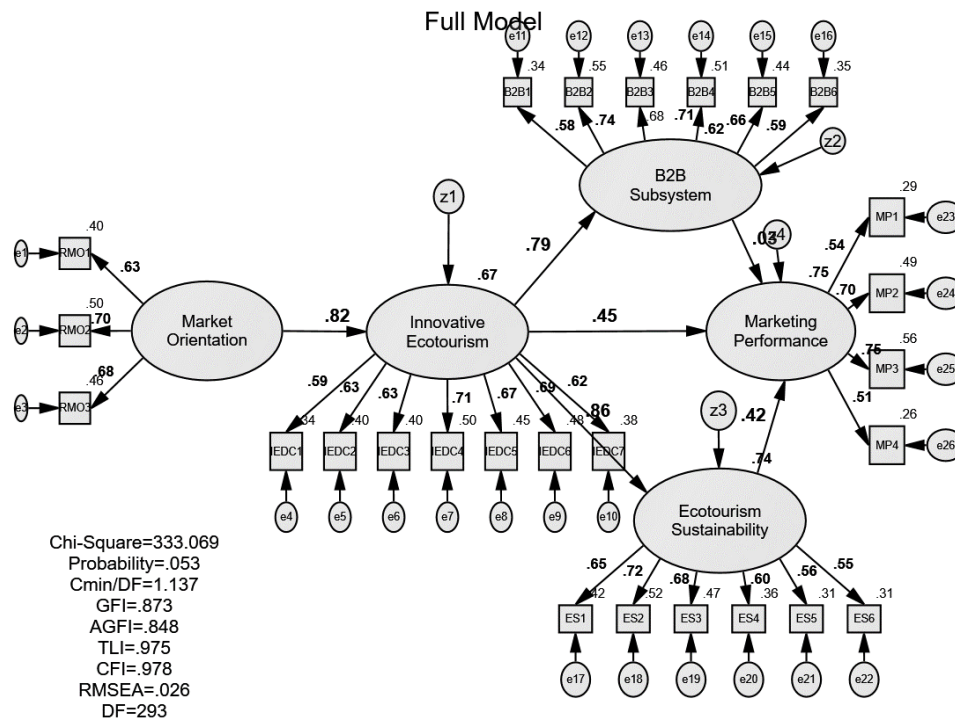 Full Model
e11 e12 e13 e14 e15 e16
.34 .55 .46 .51 .44 .35
B2B1 B2B2 B2B3 B2B4 B2B5 B2B6
.58 .74 .68 .71 .62 .66 .59
z2
B2B
Subsystem
z1
.29
MP1 e23
.79
z4
.54
.40
e1 RMO1
.63
.67
.75
.49
.70 MP2 e24
.50
e2 RMO2 .70
Market
Orientation
.82
Innovative
Ecotourism
.45
Marketing
Performance
.56
.75 MP3 e25
.46
e3 RMO3 .68
.59 .63 .63 .71 .67 .69 .62
.86
.51
.26
MP4 e26
z3
.42
.34 .40 .40 .50 .45 .48 .38
IEDC1 IEDC2 IEDC3 IEDC4 IEDC5 IEDC6 IEDC7
.74
e4 e5 e6 e7 e8 e9 e10
Ecotourism
Sustainability
.65 .72 .68 .60 .56 .55
.42 .52 .47 .36 .31 .31
ES1 ES2 ES3 ES4 ES5 ES6
e17 e18 e19 e20 e21 e22
Chi-Square=333.069
Probability=.053
Cmin/DF=1.137
GFI=.873
AGFI=.848
TLI=.975
CFI=.978
RMSEA=.026
DF=293